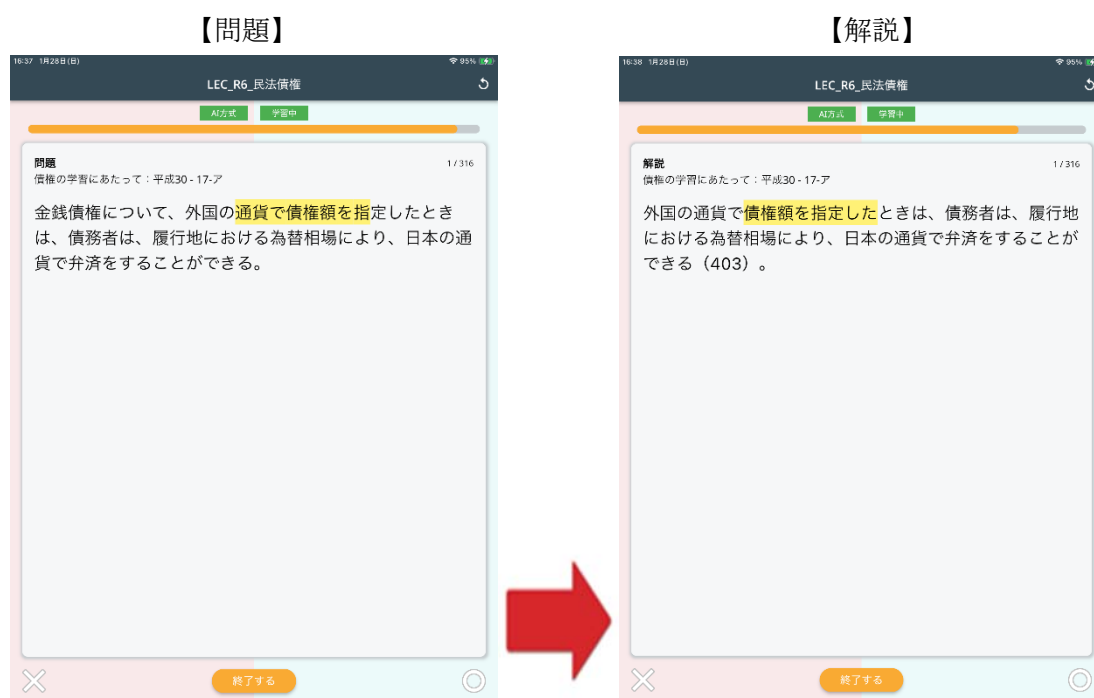 【問題】
16:37 1月28日(日)
95%
LEC_R6_民法債権
AI方式
学習中
問題
1 / 316
債権の学習にあたって：平成30 - 17-ア
金銭債権について、外国の通貨で債権額を指定したとき
は、債務者は、履行地における為替相場により、日本の通
貨で弁済をすることができる。
終了する
【解説】
16:38 1月28日(日)
95%
LEC_R6_民法債権
AI方式
学習中
解説
1 / 316
債権の学習にあたって：平成30 - 17-ア
外国の通貨で債権額を指定したときは、債務者は、履行地
における為替相場により、日本の通貨で弁済をすることが
できる（403）。
終了する